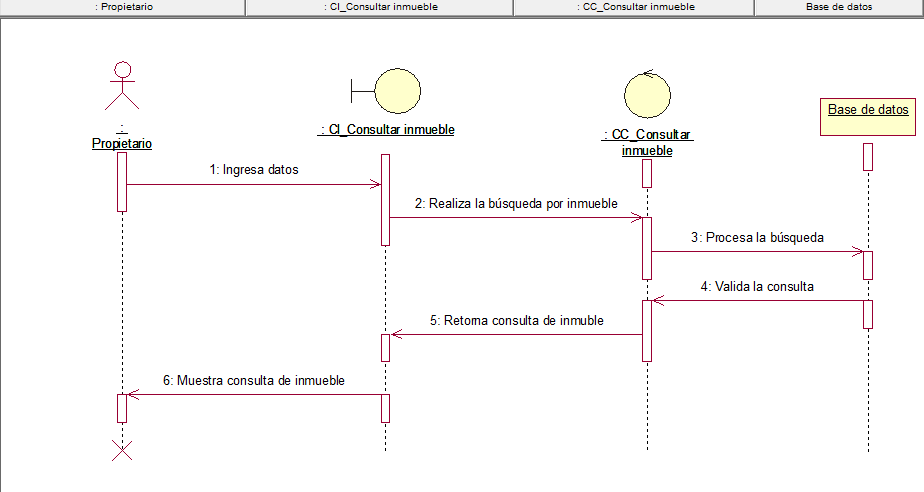 : Propietario
: CI_Consultar inmueble
: CC_Consultar inmueble
Base de datos
:
Propietario
: CI_Consultar inmueble
: CC_Consultar
inmueble
Base de datos
1: Ingresa datos
2: Realiza la búsqueda por inmueble
3: Procesa la búsqueda
4: Valida la consulta
5: Retorna consulta de inmuble
6: Muestra consulta de inmueble